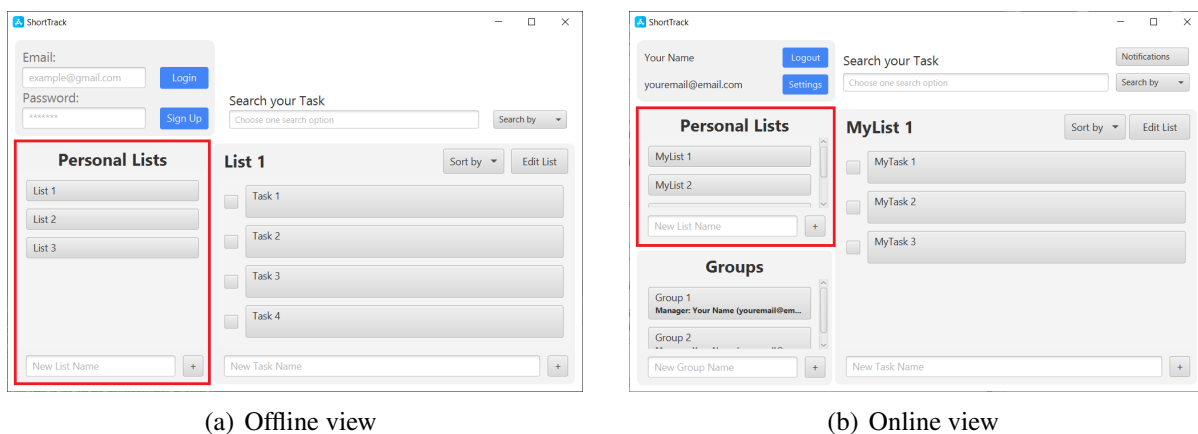 ShortTrack
Email:
example@gmail.com
Login
Password:
*******
Sign Up
Search your Task
Choose one search option
Search by
Personal Lists
List 1
List 2
List 3
New List Name
+
List 1
Sort by
Edit List
Task 1
Task 2
Task 3
Task 4
New Task Name
+
(a) Offline view
ShortTrack
Your Name
Logout
youremail@email.com
Settings
Search your Task
Notifications
Choose one search option
Search by
Personal Lists
MyList 1
MyList 2
New List Name
+
Groups
Group 1
Manager: Your Name (youremail@em...
Group 2
New Group Name
+
MyList 1
Sort by
Edit List
MyTask 1
MyTask 2
MyTask 3
New Task Name
+
(b) Online view